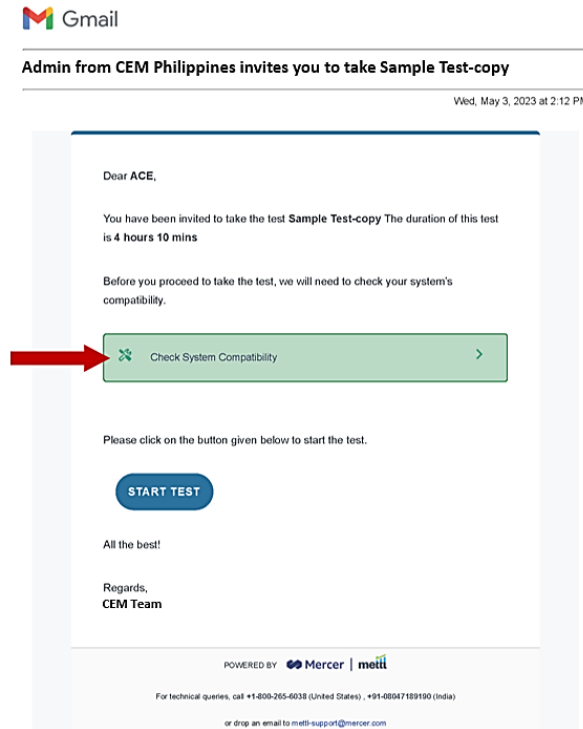 Gmail
Admin from CEM Philippines invites you to take Sample Test-copy
Wed, May 3, 2023 at 2:12 PM
Dear ACE,
You have been invited to take the test Sample Test-copy The duration of this test
is 4 hours 10 mins
Before you proceed to take the test, we will need to check your system's
compatibility.
Check System Compatibility
Please click on the button given below to start the test.
START TEST
All the best!
Regards,
CEM Team
POWERED BY Mercer | mettl
For technical queries, call +1-800-265-6038 (United States) , +91-08047189190 (India)
or drop an email to mettl-support@mercer.com